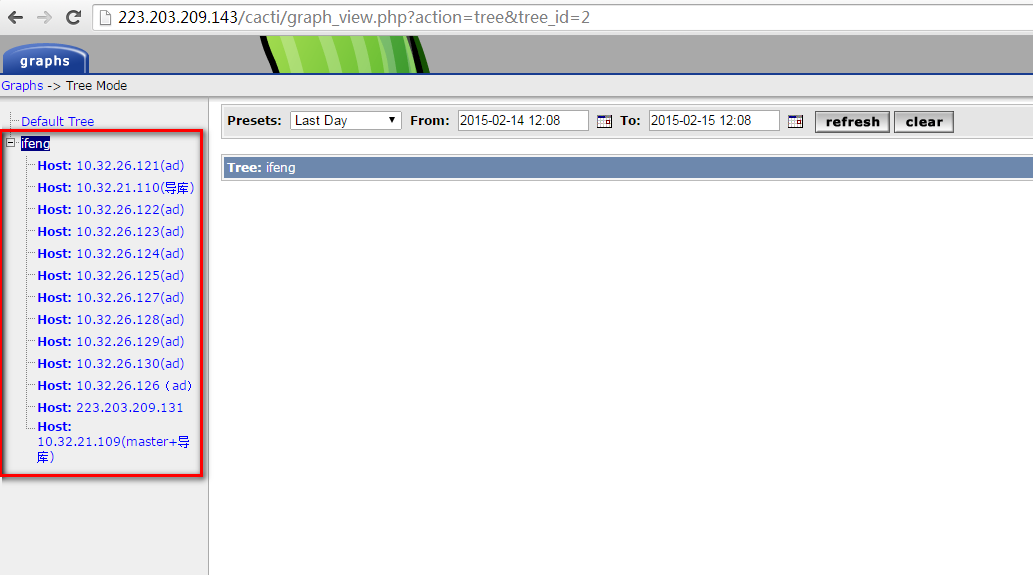 223.203.209.143/cacti/graph_view.php?action=tree&tree_id=2
graphs
Graphs -> Tree Mode
Default Tree
ifeng
Host: 10.32.26.121(ad)
Host: 10.32.21.110(导库)
Host: 10.32.26.122(ad)
Host: 10.32.26.123(ad)
Host: 10.32.26.124(ad)
Host: 10.32.26.125(ad)
Host: 10.32.26.127(ad)
Host: 10.32.26.128(ad)
Host: 10.32.26.129(ad)
Host: 10.32.26.130(ad)
Host: 10.32.26.126（ad）
Host: 223.203.209.131
Host:
10.32.21.109(master+导
库)
Presets: Last Day From: 2015-02-14 12:08 To: 2015-02-15 12:08 refresh clear
Tree: ifeng